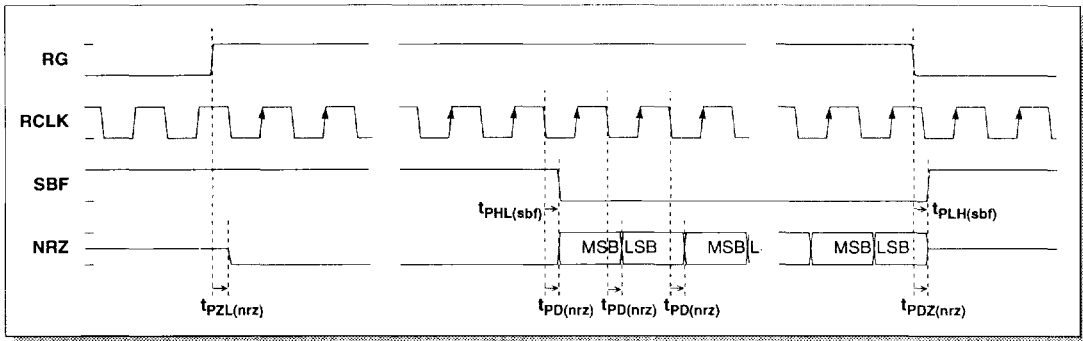 RG
RCLK
SBF
tPHL(sbf) tPLH(sbf)
NRZ MSB LSB MSB L MSB LSB
tPZL(nrz) tPD(nrz) tPD(nrz) tPD(nrz) tPDZ(nrz)